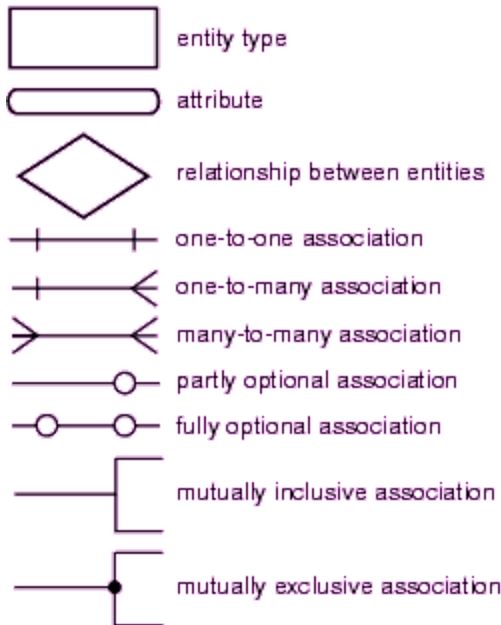 entity type
attribute
relationship between entities
one-to-one association
one-to-many association
many-to-many association
partly optional association
fully optional association
mutually inclusive association
mutually exclusive association